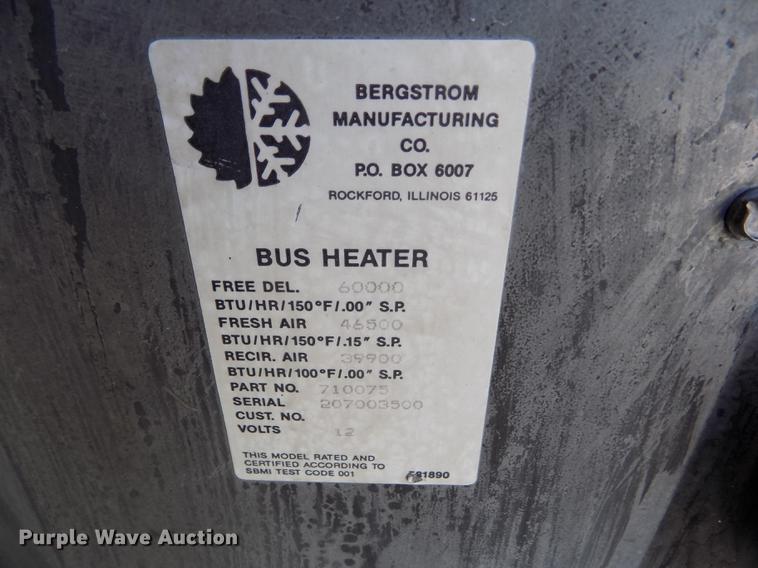 BERGSTROM
MANUFACTURING
CO.
P.O. BOX 6007
ROCKFORD, ILLINOIS 61125
BUS HEATER
FREE DEL. 60000
BTU/HR/150°F/.00" S.P.
FRESH AIR 46500
BTU/HR/150°F/.15" S.P.
RECIR. AIR 39900
BTU/HR/100°F/.00" S.P.
PART NO. 710075
SERIAL 207003500
CUST. NO.
VOLTS 12
THIS MODEL RATED AND
CERTIFIED ACCORDING TO
SBMI TEST CODE 001
Purple Wave Auction